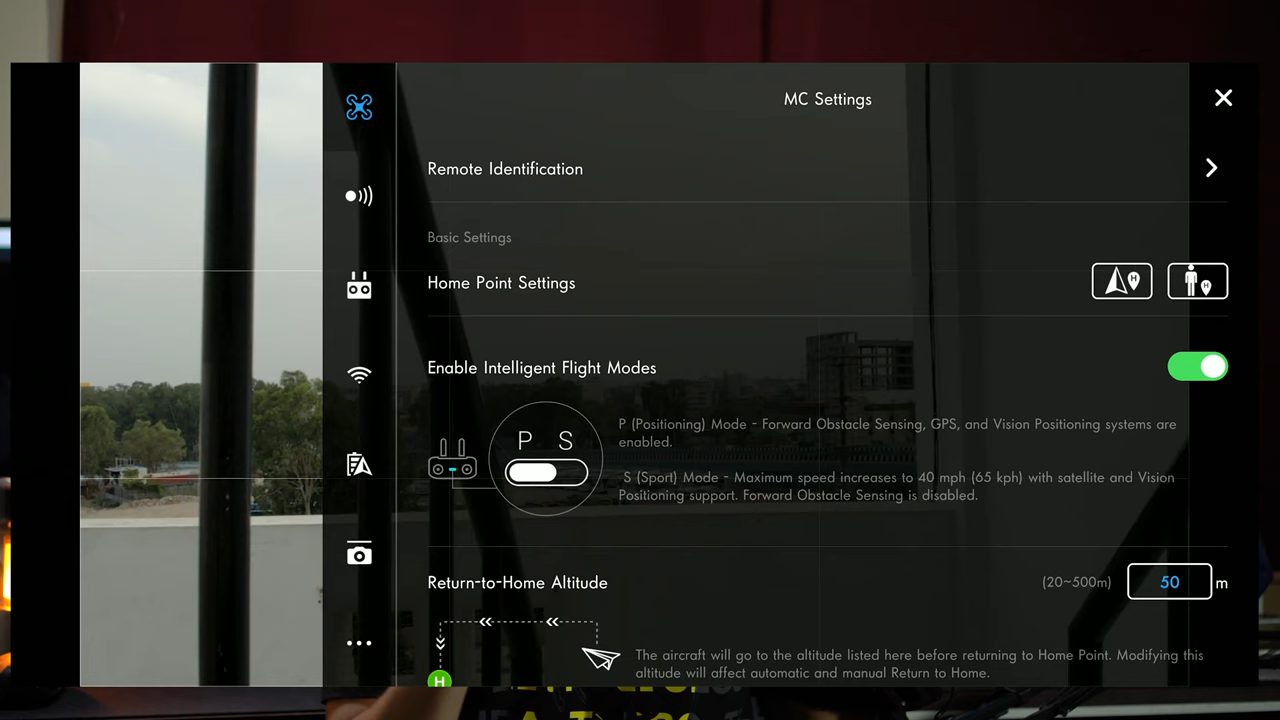 MC Settings
Remote Identification
Basic Settings
Home Point Settings
H
H
Enable Intelligent Flight Modes
P S
P (Positioning) Mode - Forward Obstacle Sensing, GPS, and Vision Positioning systems are
enabled.
S (Sport) Mode - Maximum speed increases to 40 mph (65 kph) with satellite and Vision
Positioning support. Forward Obstacle Sensing is disabled.
Return-to-Home Altitude
(20~500m) 50 m
The aircraft will go to the altitude listed here before returning to Home Point. Modifying this
altitude will affect automatic and manual Return to Home.
H